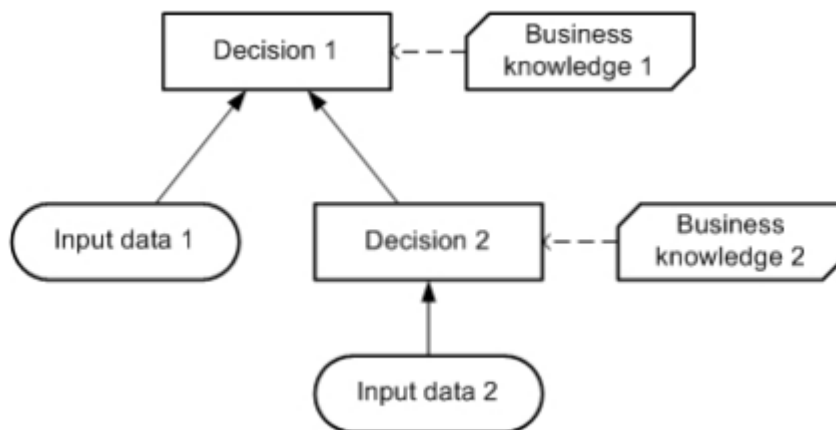 Decision 1
Business
knowledge 1
Input data 1
Decision 2
Business
knowledge 2
Input data 2